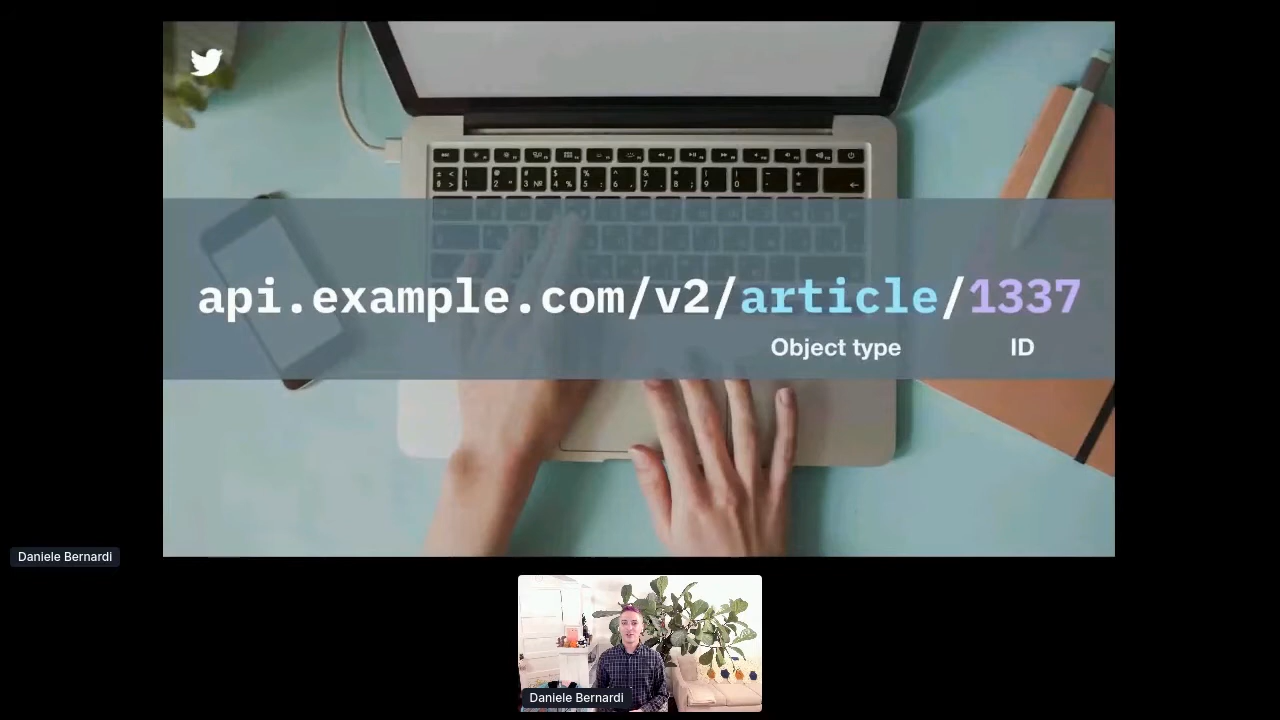 api.example.com/v2/article/1337
Object type ID
Daniele Bernardi
Daniele Bernardi